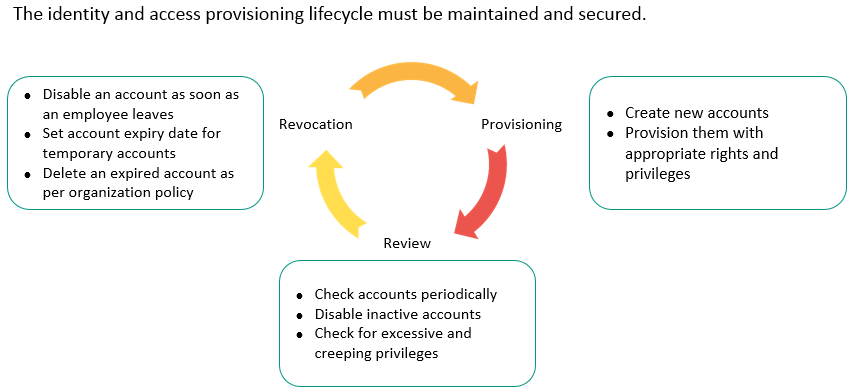 The identity and access provisioning lifecycle must be maintained and secured.
● Disable an account as soon as
an employee leaves
● Set account expiry date for
temporary accounts
● Delete an expired account as
per organization policy
Revocation
Provisioning
● Create new accounts
● Provision them with
appropriate rights and
privileges
Review
● Check accounts periodically
● Disable inactive accounts
● Check for excessive and
creeping privileges